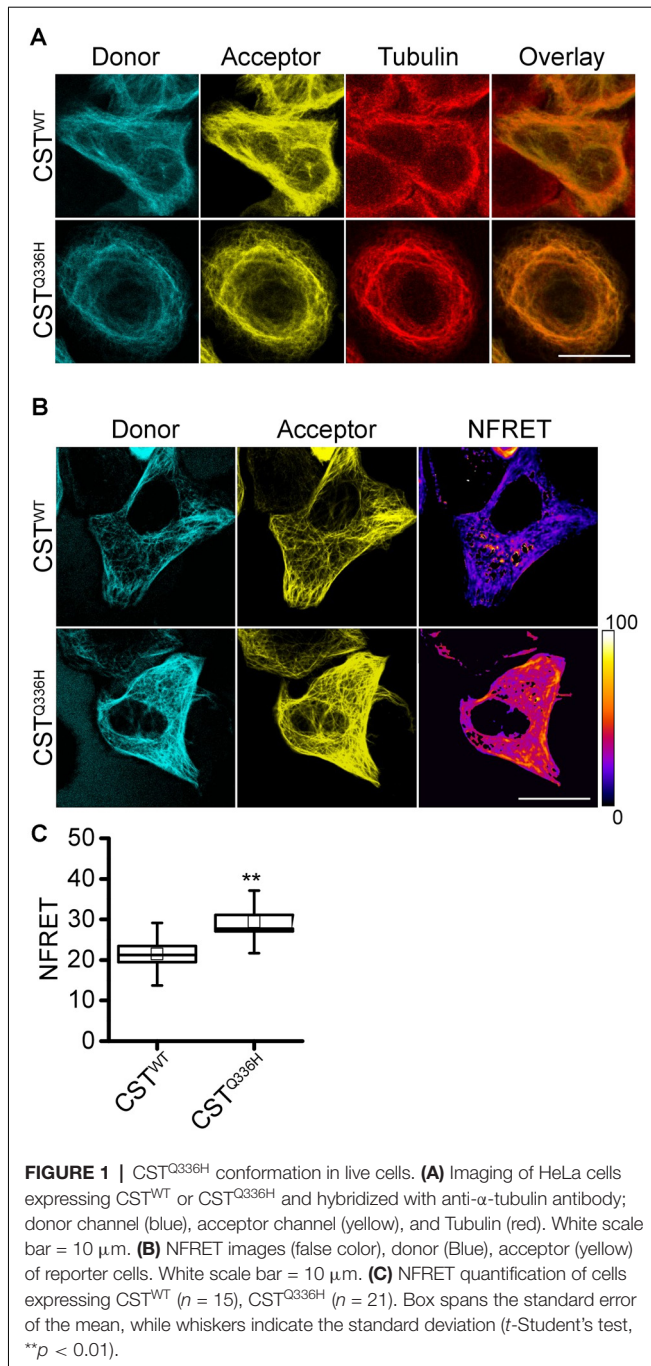 A
Donor Acceptor Tubulin Overlay
CSTWT
CSTQ336H
B
Donor Acceptor NFRET
CSTWT
CSTQ336H
100
0
C
50
40
30
20
10
0
NFRET
**
CSTWT
CSTQ336H
FIGURE 1 | CSTQ336H conformation in live cells. (A) Imaging of HeLa cells
expressing CSTWT or CSTQ336H and hybridized with anti-α-tubulin antibody;
donor channel (blue), acceptor channel (yellow), and Tubulin (red). White scale
bar = 10 μm. (B) NFRET images (false color), donor (Blue), acceptor (yellow)
of reporter cells. White scale bar = 10 μm. (C) NFRET quantification of cells
expressing CSTWT (n = 15), CSTQ336H (n = 21). Box spans the standard error
of the mean, while whiskers indicate the standard deviation (t-Student's test,
**p < 0.01).